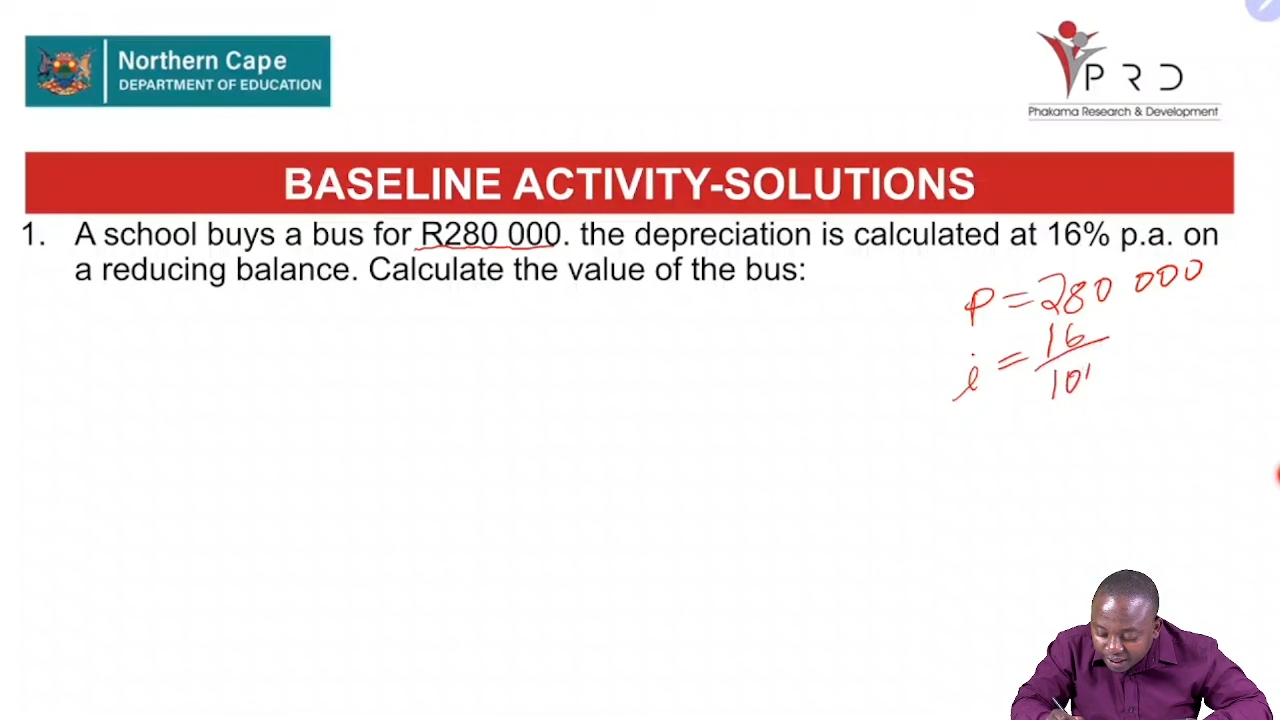 Northern Cape
DEPARTMENT OF EDUCATION
PRD
Phakama Research & Development
BASELINE ACTIVITY-SOLUTIONS
1. A school buys a bus for R280 000. the depreciation is calculated at 16% p.a. on
a reducing balance. Calculate the value of the bus:
P = 280 000
i = 16
10